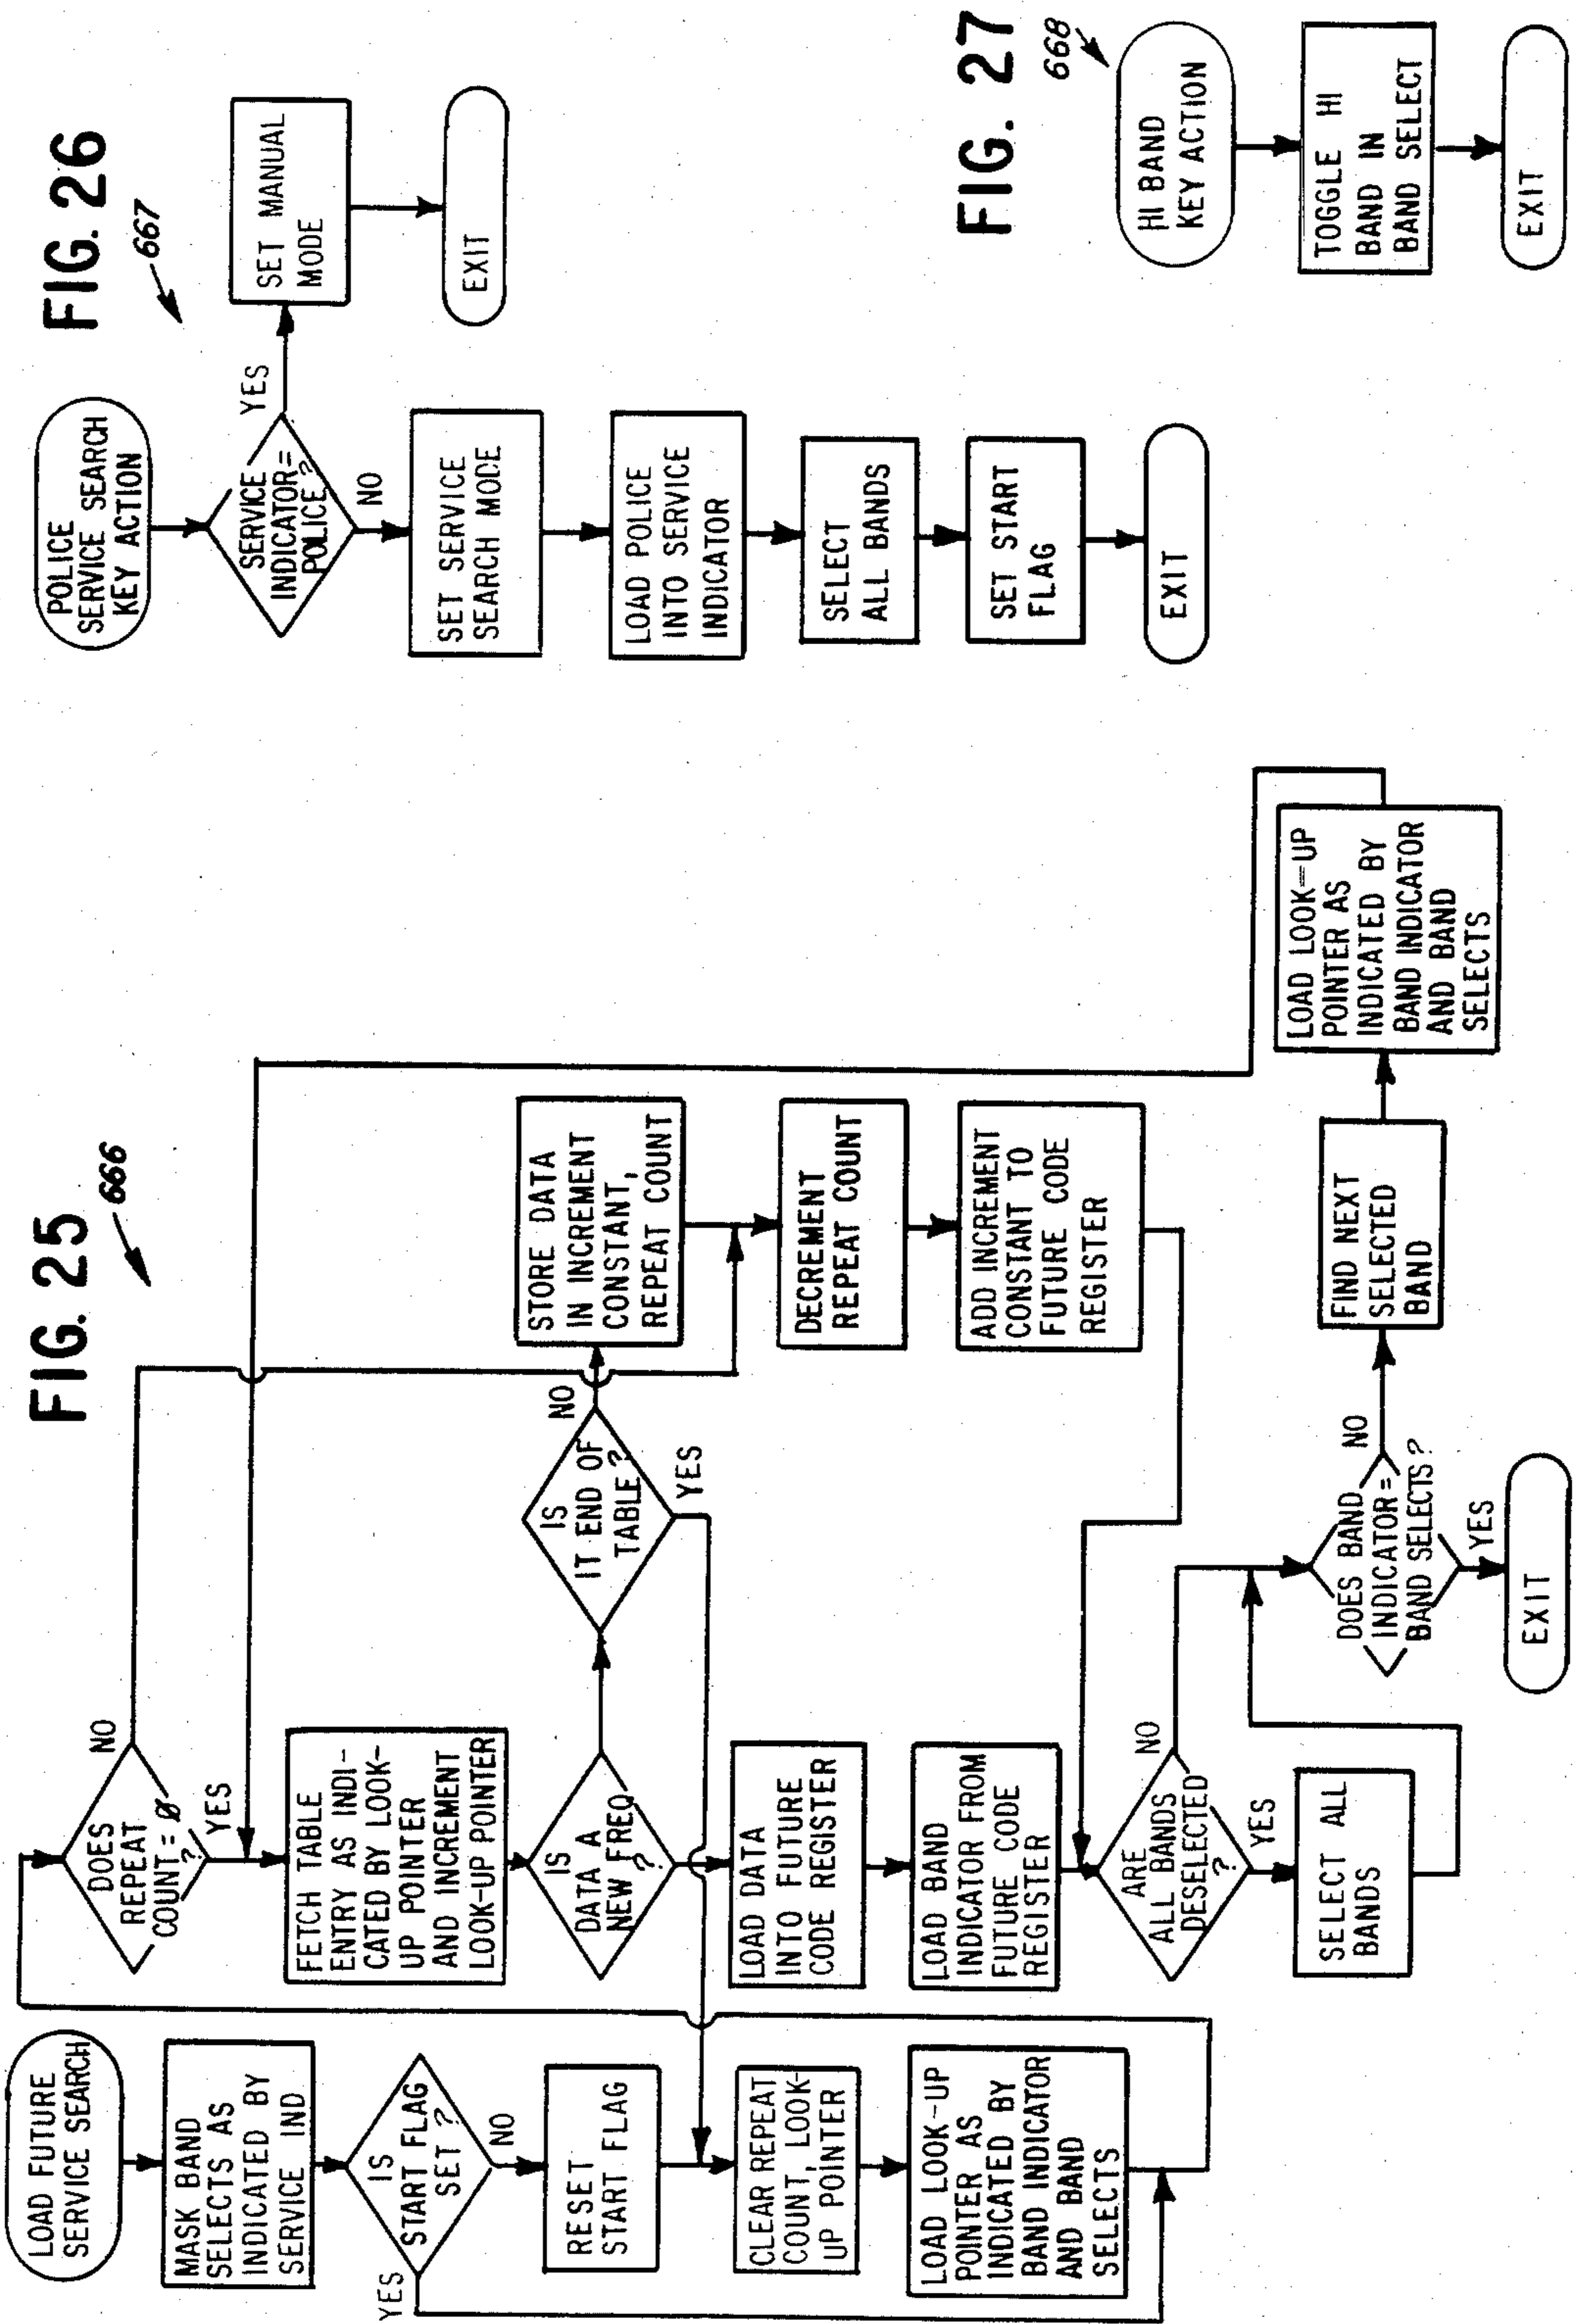 FIG. 25
666
LOAD FUTURE
SERVICE SEARCH
MASK BAND
SELECTS AS
INDICATED BY
SERVICE IND
IS
START FLAG
SET ?
YES
NO
RESET
START FLAG
CLEAR REPEAT
COUNT, LOOK-
UP POINTER
LOAD LOOK-UP
POINTER AS
INDICATED BY
BAND INDICATOR
AND BAND
SELECTS
DOES
REPEAT
COUNT = Ø
?
NO
YES
FETCH TABLE
ENTRY AS INDI-
CATED BY LOOK-
UP POINTER
AND INCREMENT
LOOK-UP POINTER
IS
DATA A
NEW FREQ
?
IS
IT END OF
TABLE ?
NO
YES
STORE DATA
IN INCREMENT
CONSTANT,
REPEAT COUNT
DECREMENT
REPEAT COUNT
ADD INCREMENT
CONSTANT TO
FUTURE CODE
REGISTER
LOAD DATA
INTO FUTURE
CODE REGISTER
LOAD BAND
INDICATOR FROM
FUTURE CODE
REGISTER
ARE
ALL BANDS
DESELECTED
?
NO
YES
SELECT ALL
BANDS
DOES BAND
INDICATOR =
BAND SELECTS?
NO
YES
EXIT
FIND NEXT
SELECTED
BAND
LOAD LOOK-UP
POINTER AS
INDICATED BY
BAND INDICATOR
AND BAND
SELECTS
FIG. 26
667
POLICE
SERVICE SEARCH
KEY ACTION
SERVICE
INDICATOR=
POLICE ?
YES
NO
SET MANUAL
MODE
EXIT
SET SERVICE
SEARCH MODE
LOAD POLICE
INTO SERVICE
INDICATOR
SELECT
ALL BANDS
SET START
FLAG
EXIT
FIG. 27
668
HI BAND
KEY ACTION
TOGGLE HI
BAND IN
BAND SELECT
EXIT